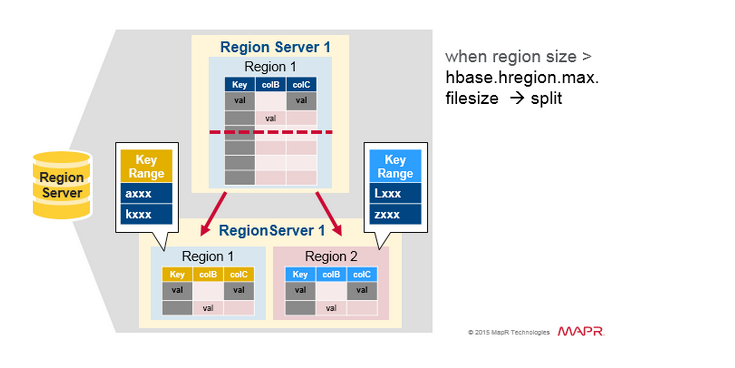 Region Server 1
Region 1
Key colB colC
val val
val
when region size >
hbase.hregion.max.
filesize → split
Region
Server
Key
Range
axxx
kxxx
Key
Range
Lxxx
zxxx
RegionServer 1
Region 1
Key colB colC
val val
val
Region 2
Key colB colC
val val
val
© 2015 MapR Technologies MAPR.